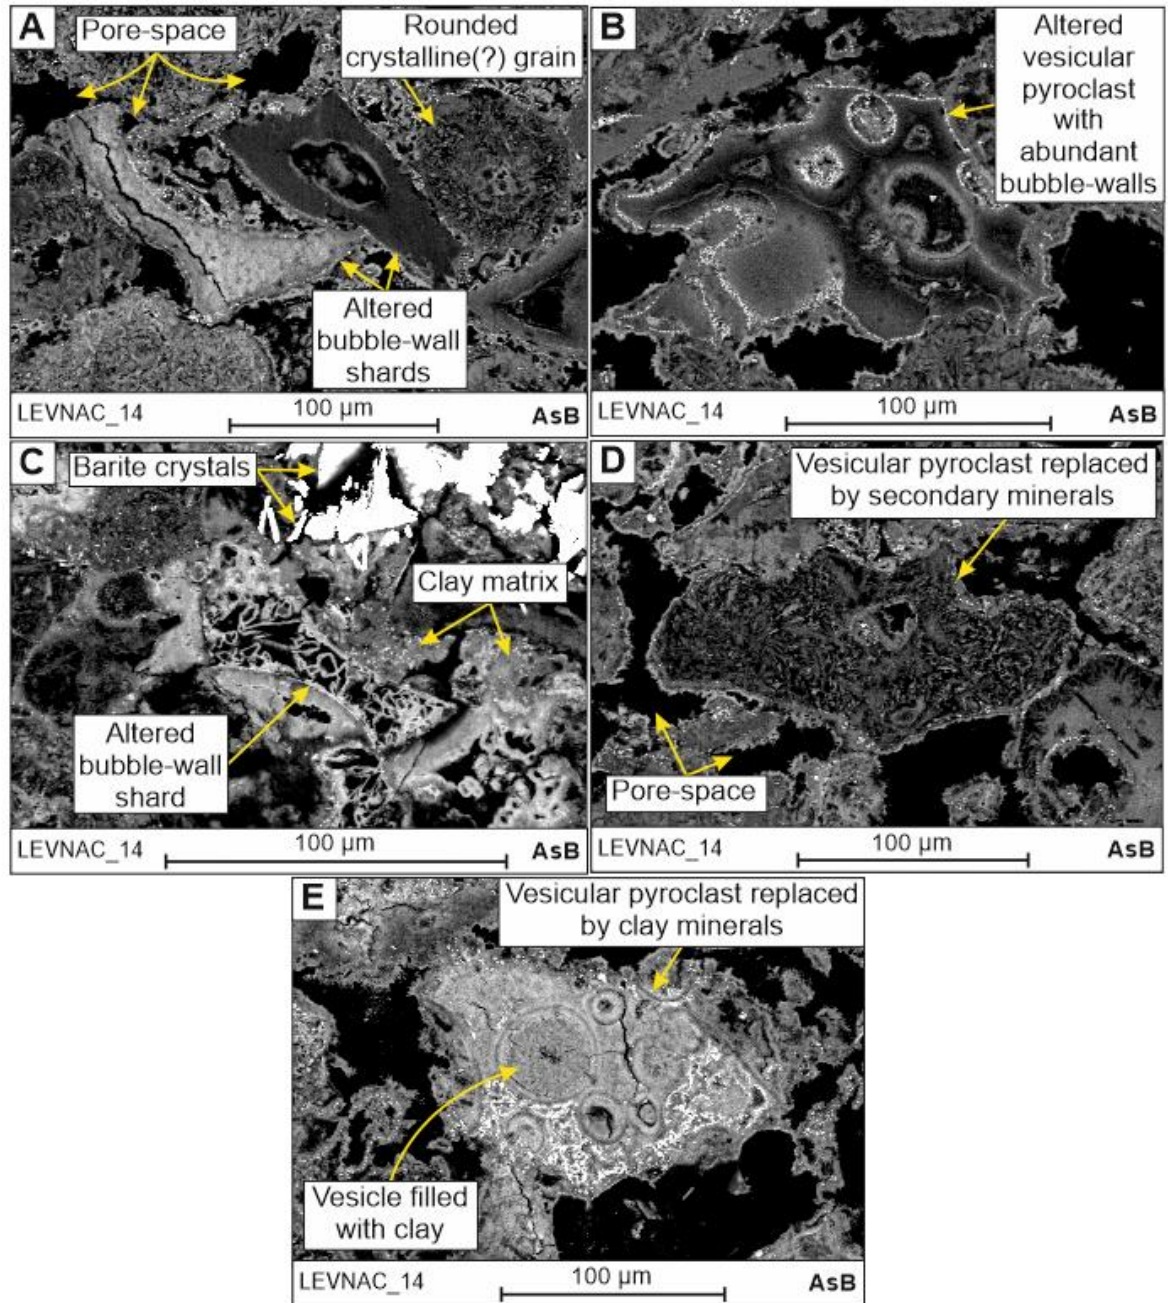 A
Pore-space
Rounded
crystalline(?) grain
Altered
bubble-wall
shards
LEVNAC_14
100 µm
AsB
B
Altered
vesicular
pyroclast
with
abundant
bubble-walls
LEVNAC_14
100 µm
AsB
C
Barite crystals
Clay matrix
Altered
bubble-wall
shard
LEVNAC_14
100 µm
AsB
D
Vesicular pyroclast replaced
by secondary minerals
Pore-space
LEVNAC_14
100 µm
AsB
E
Vesicular pyroclast replaced
by clay minerals
Vesicle filled
with clay
LEVNAC_14
100 µm
AsB